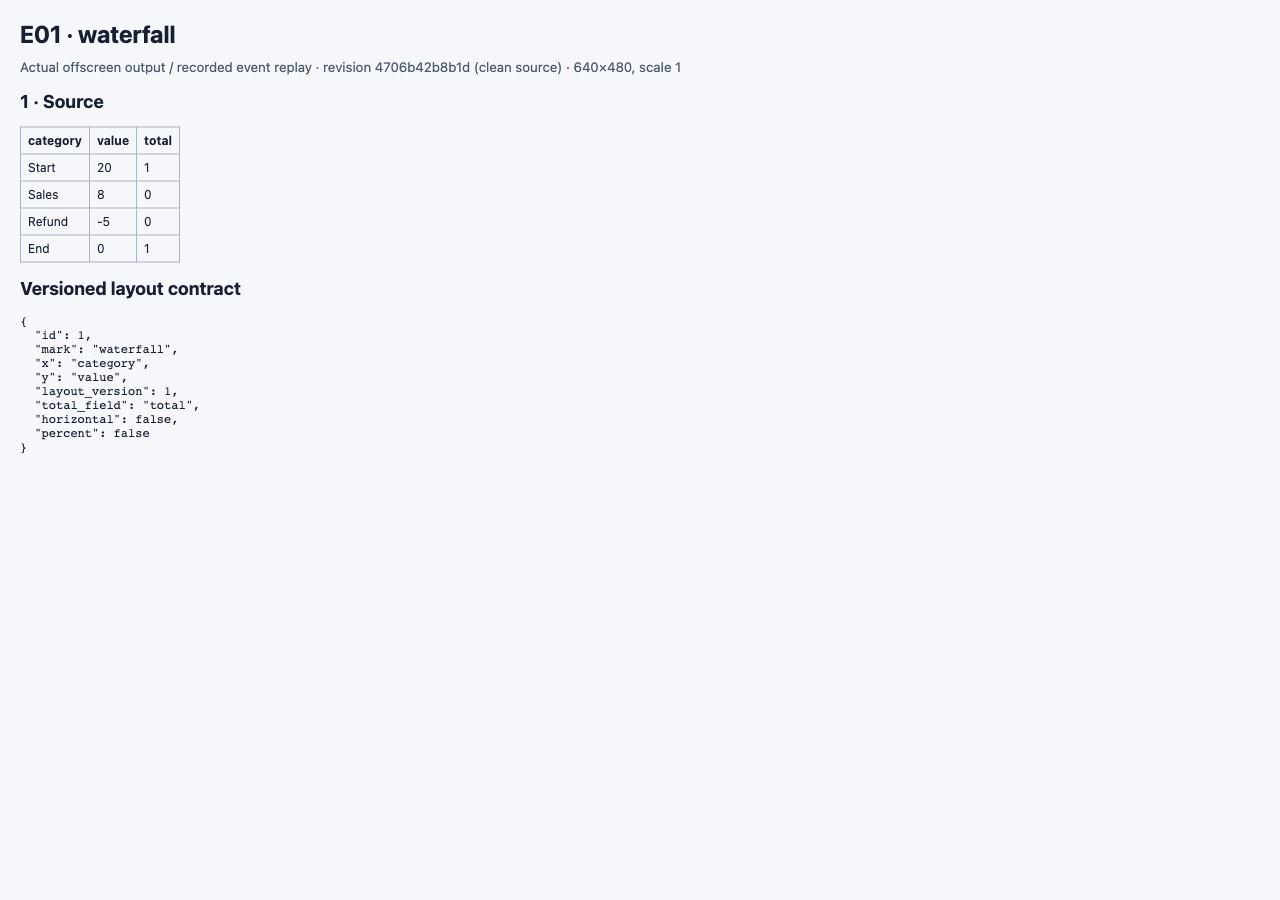 E01 · waterfall
Actual offscreen output / recorded event replay · revision 4706b42b8b1d (clean source) · 640×480, scale 1
1 · Source
category value total
Start 20 1
Sales 8 0
Refund -5 0
End 0 1
Versioned layout contract
{
  "id": 1,
  "mark": "waterfall",
  "x": "category",
  "y": "value",
  "layout_version": 1,
  "total_field": "total",
  "horizontal": false,
  "percent": false
}